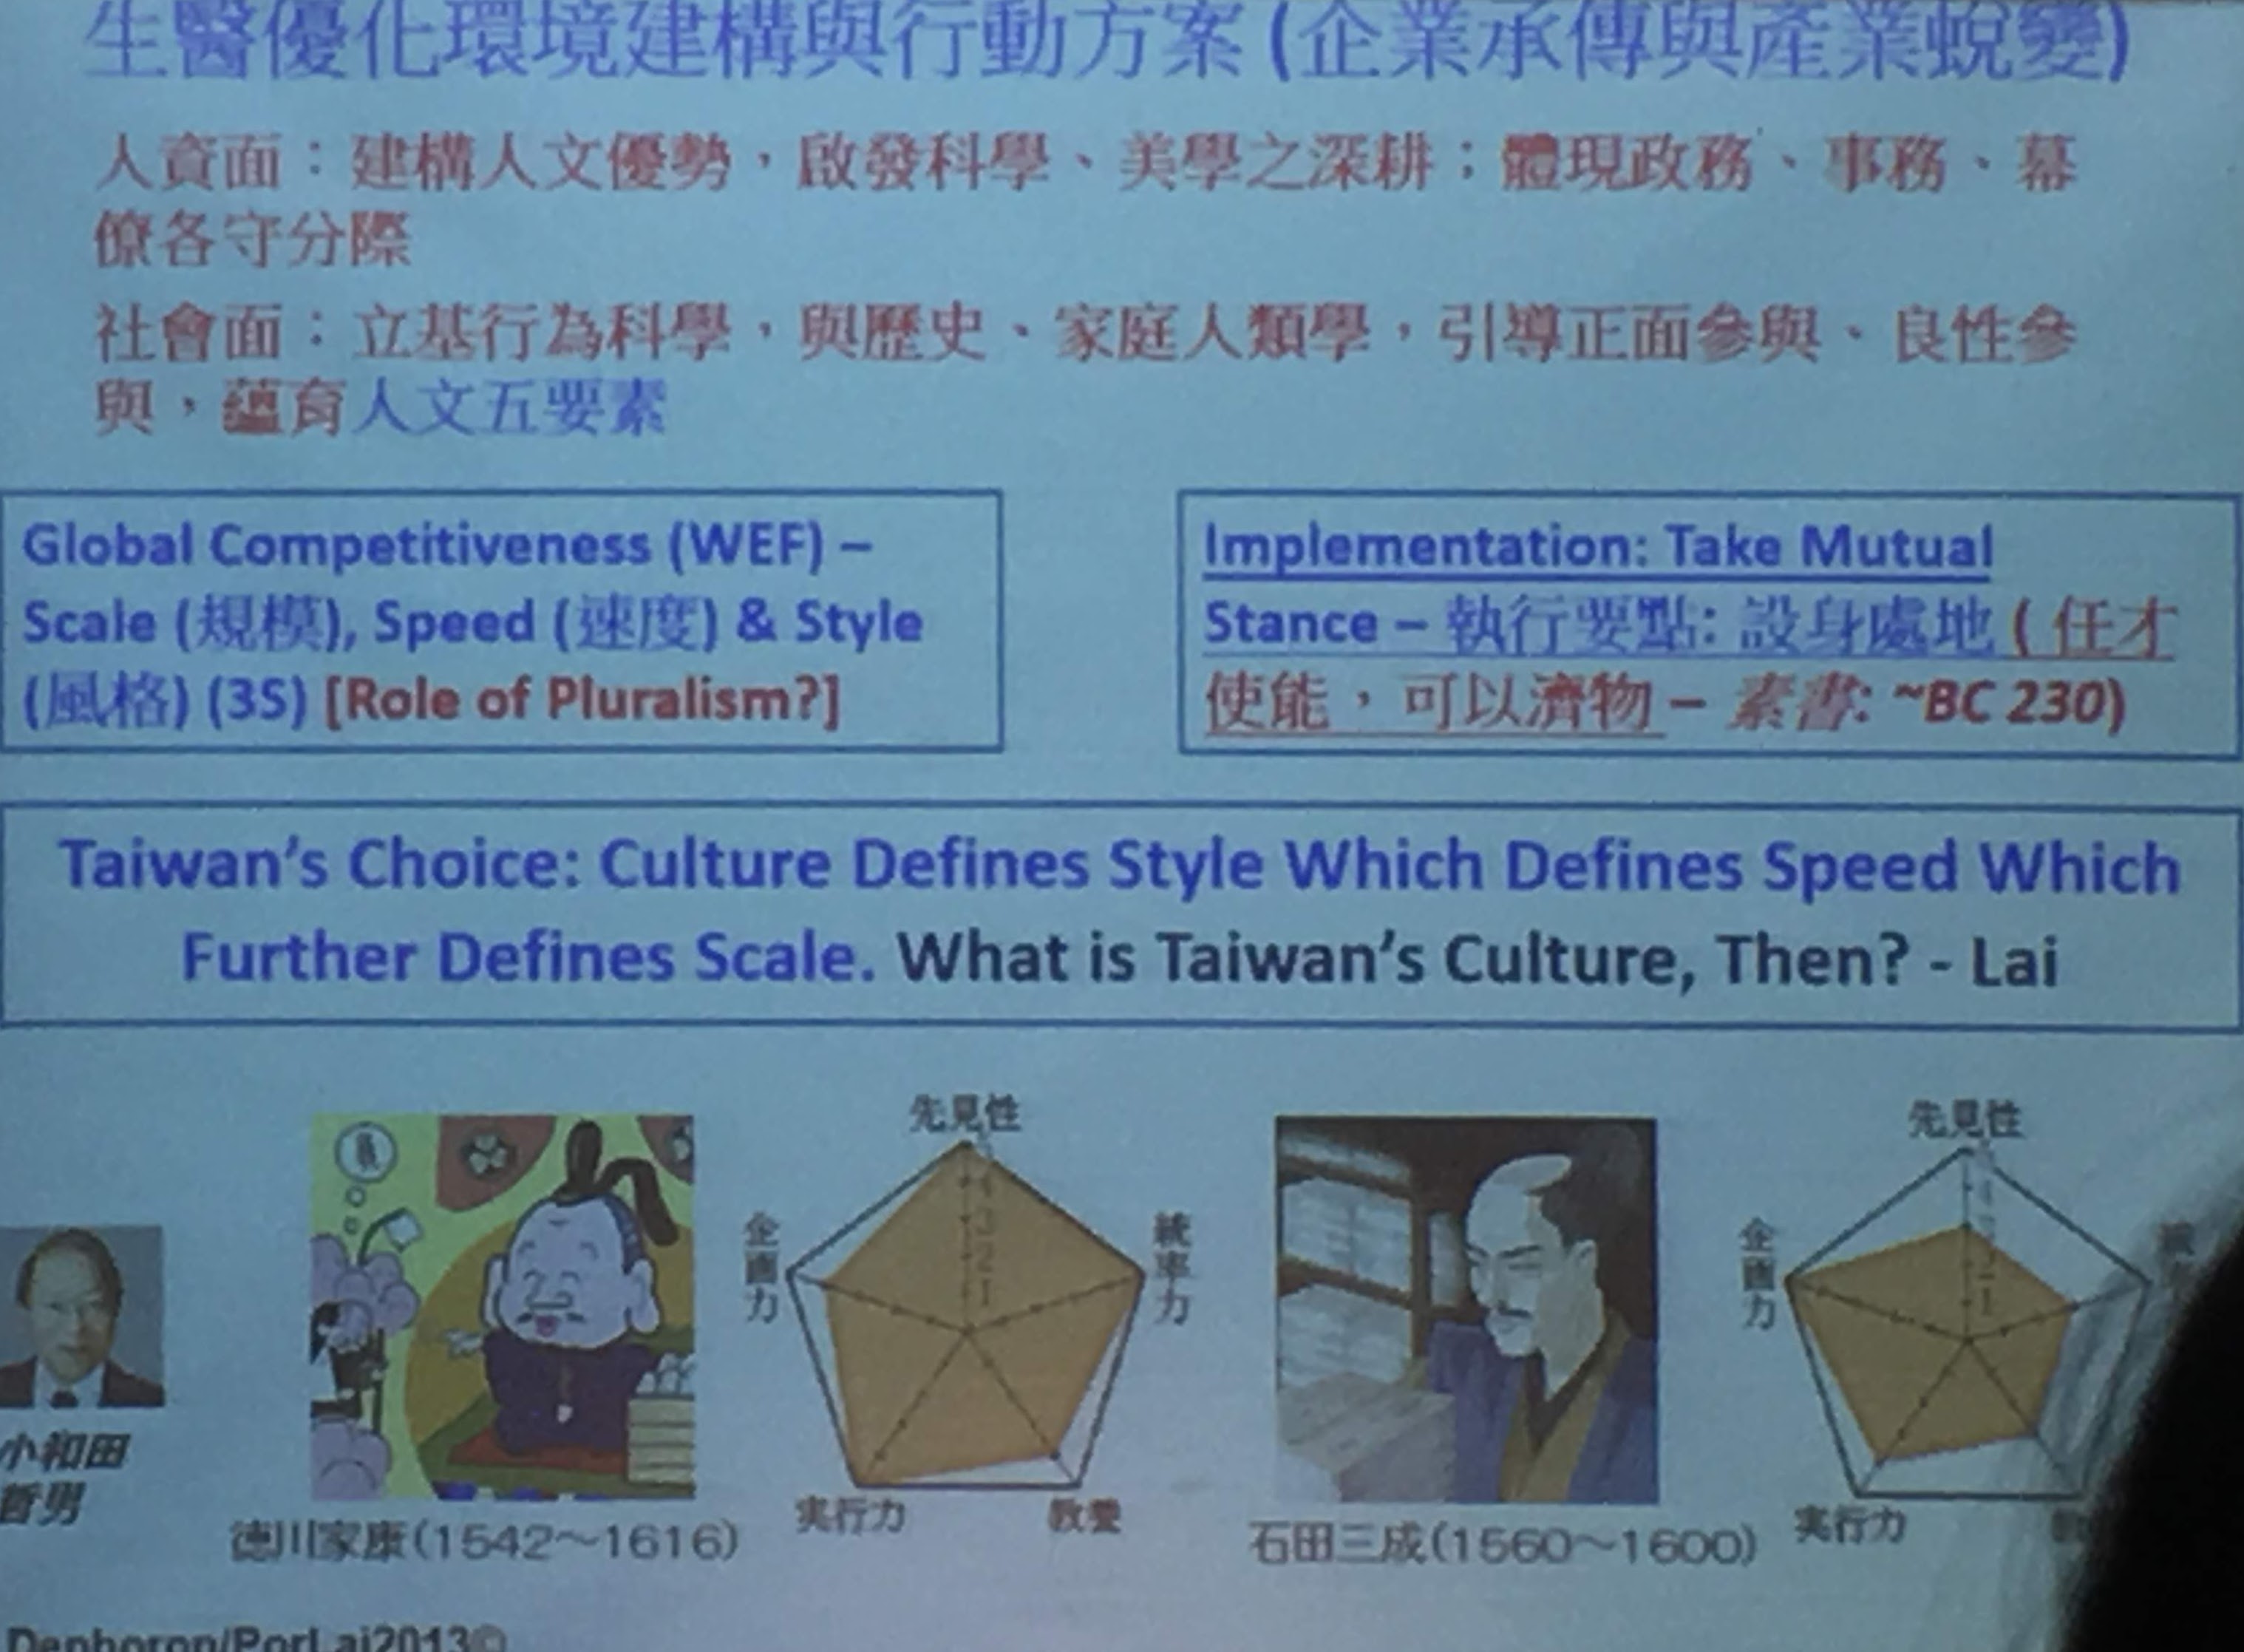 生醫優化環境建構與行動方案 (企業承傳與產業蛻變)
人資面：建構人文優勢，啟發科學、美學之深耕；體現政務、事務、幕
僚各守分際
社會面：立基行為科學，與歷史、家庭人類學，引導正面參與、良性參
與，蘊育人文五要素
Global Competitiveness (WEF) –
Scale (規模), Speed (速度) & Style
(風格) (3S) [Role of Pluralism?]
Implementation: Take Mutual
Stance – 執行要點: 設身處地 ( 任才
使能，可以濟物 – 素書: ~BC 230)
Taiwan's Choice: Culture Defines Style Which Defines Speed Which
Further Defines Scale. What is Taiwan's Culture, Then? - Lai
小和田
哲男
徳川家康(1542〜1616)
先見性
4
3
2
1
統率力
企画力
実行力
教養
石田三成(1560〜1600)
先見性
4
3
2
1
企画力
実行力
PorLai2013©